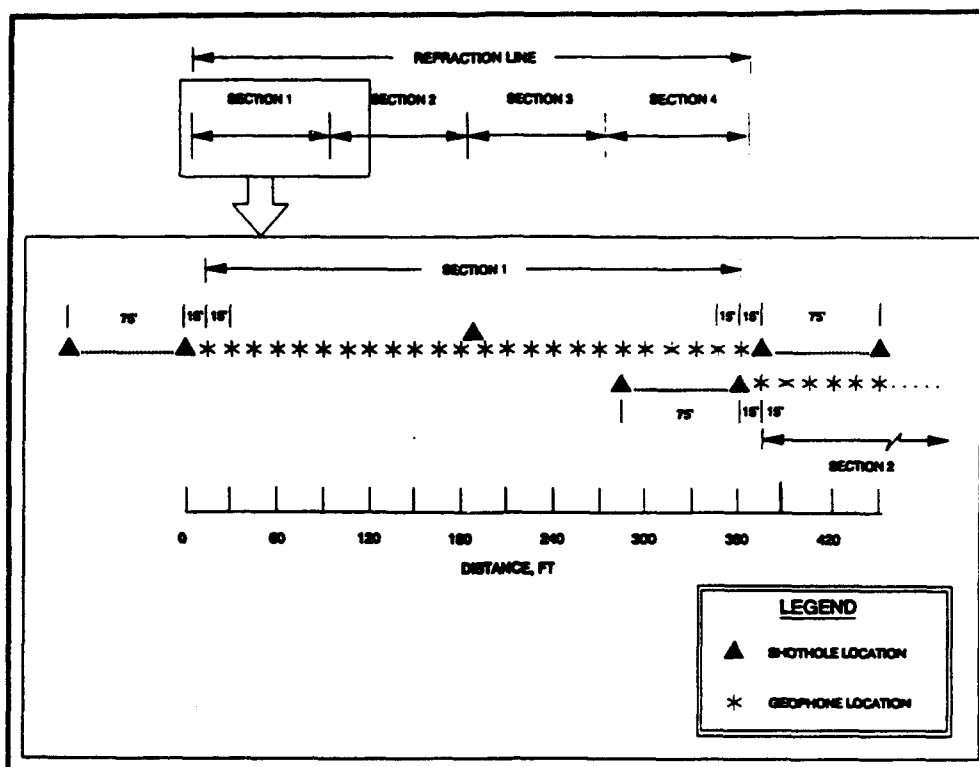 REFRACTION LINE
SECTION 1 SECTION 2 SECTION 3 SECTION 4
SECTION 1
75' 15' 15' 15' 15' 75'
75' 15' 15'
SECTION 2
0 60 120 180 240 300 360 420
DISTANCE, FT
LEGEND
SHOTHOLE LOCATION
GEOPHONE LOCATION